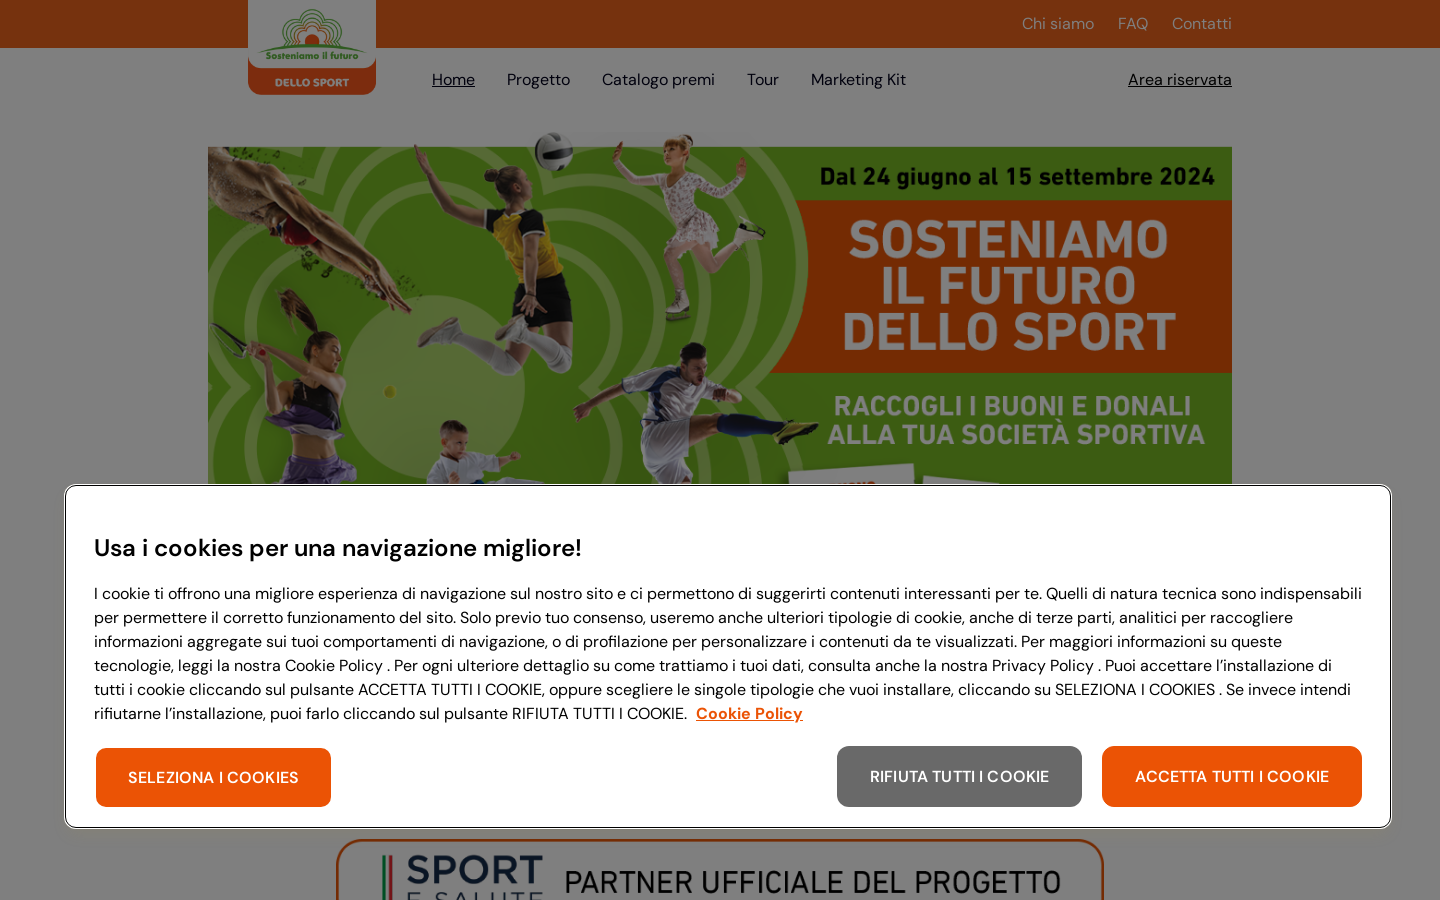 Chi siamo FAQ Contatti
Sosteniamo il futuro
DELLO SPORT
Home Progetto Catalogo premi Tour Marketing Kit Area riservata
Dal 24 giugno al 15 settembre 2024
SOSTENIAMO
IL FUTURO
DELLO SPORT
RACCOGLI I BUONI E DONALI
ALLA TUA SOCIETÀ SPORTIVA
Usa i cookies per una navigazione migliore!
I cookie ti offrono una migliore esperienza di navigazione sul nostro sito e ci permettono di suggerirti contenuti interessanti per te. Quelli di natura tecnica sono indispensabili
per permettere il corretto funzionamento del sito. Solo previo tuo consenso, useremo anche ulteriori tipologie di cookie, anche di terze parti, analitici per raccogliere
informazioni aggregate sui tuoi comportamenti di navigazione, o di profilazione per personalizzare i contenuti da te visualizzati. Per maggiori informazioni su queste
tecnologie, leggi la nostra Cookie Policy . Per ogni ulteriore dettaglio su come trattiamo i tuoi dati, consulta anche la nostra Privacy Policy . Puoi accettare l’installazione di
tutti i cookie cliccando sul pulsante ACCETTA TUTTI I COOKIE, oppure scegliere le singole tipologie che vuoi installare, cliccando su SELEZIONA I COOKIES . Se invece intendi
rifiutarne l’installazione, puoi farlo cliccando sul pulsante RIFIUTA TUTTI I COOKIE. Cookie Policy
SELEZIONA I COOKIES RIFIUTA TUTTI I COOKIE ACCETTA TUTTI I COOKIE
SPORT
E SALUTE
PARTNER UFFICIALE DEL PROGETTO